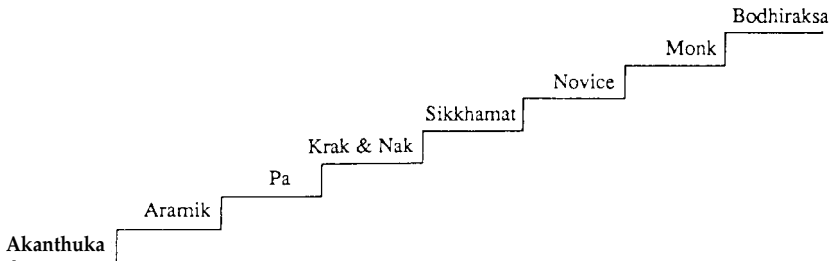 Bodhiraksa
Monk
Novice
Sikkhamat
Krak & Nak
Pa
Aramik
Akanthuka